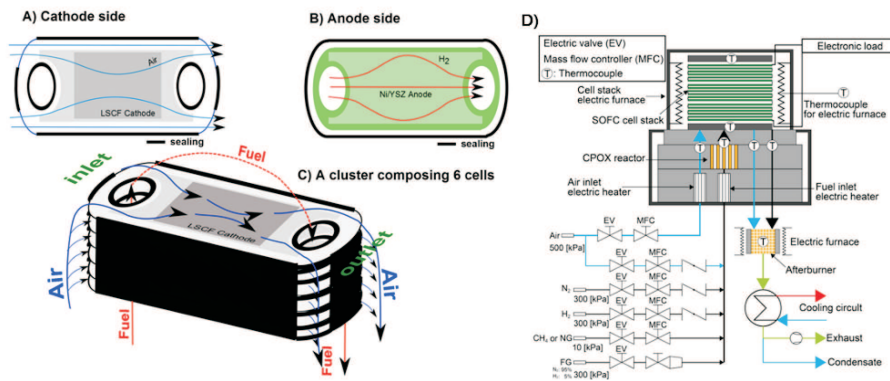 A) Cathode side
Air
LSCF Cathode
sealing
B) Anode side
H2
Ni/YSZ Anode
sealing
C) A cluster composing 6 cells
Fuel
inlet
LSCF Cathode
outlet
Air
Air
Fuel
Fuel
D)
Electric valve (EV)
Mass flow controller (MFC)
T: Thermocouple
Electronic load
Cell stack
electric furnace
SOFC cell stack
Thermocouple
for electric furnace
CPOX reactor
Air inlet
electric heater
Fuel inlet
electric heater
T
T
T
T
T
T
T
T
Air
500 [kPa]
EV
MFC
EV
MFC
N2
300 [kPa]
EV
MFC
H2
300 [kPa]
EV
MFC
CH4 or NG
10 [kPa]
EV
MFC
FG
N2: 95%
H2: 5%
300 [kPa]
EV
Electric furnace
Afterburner
Cooling circuit
Exhaust
Condensate